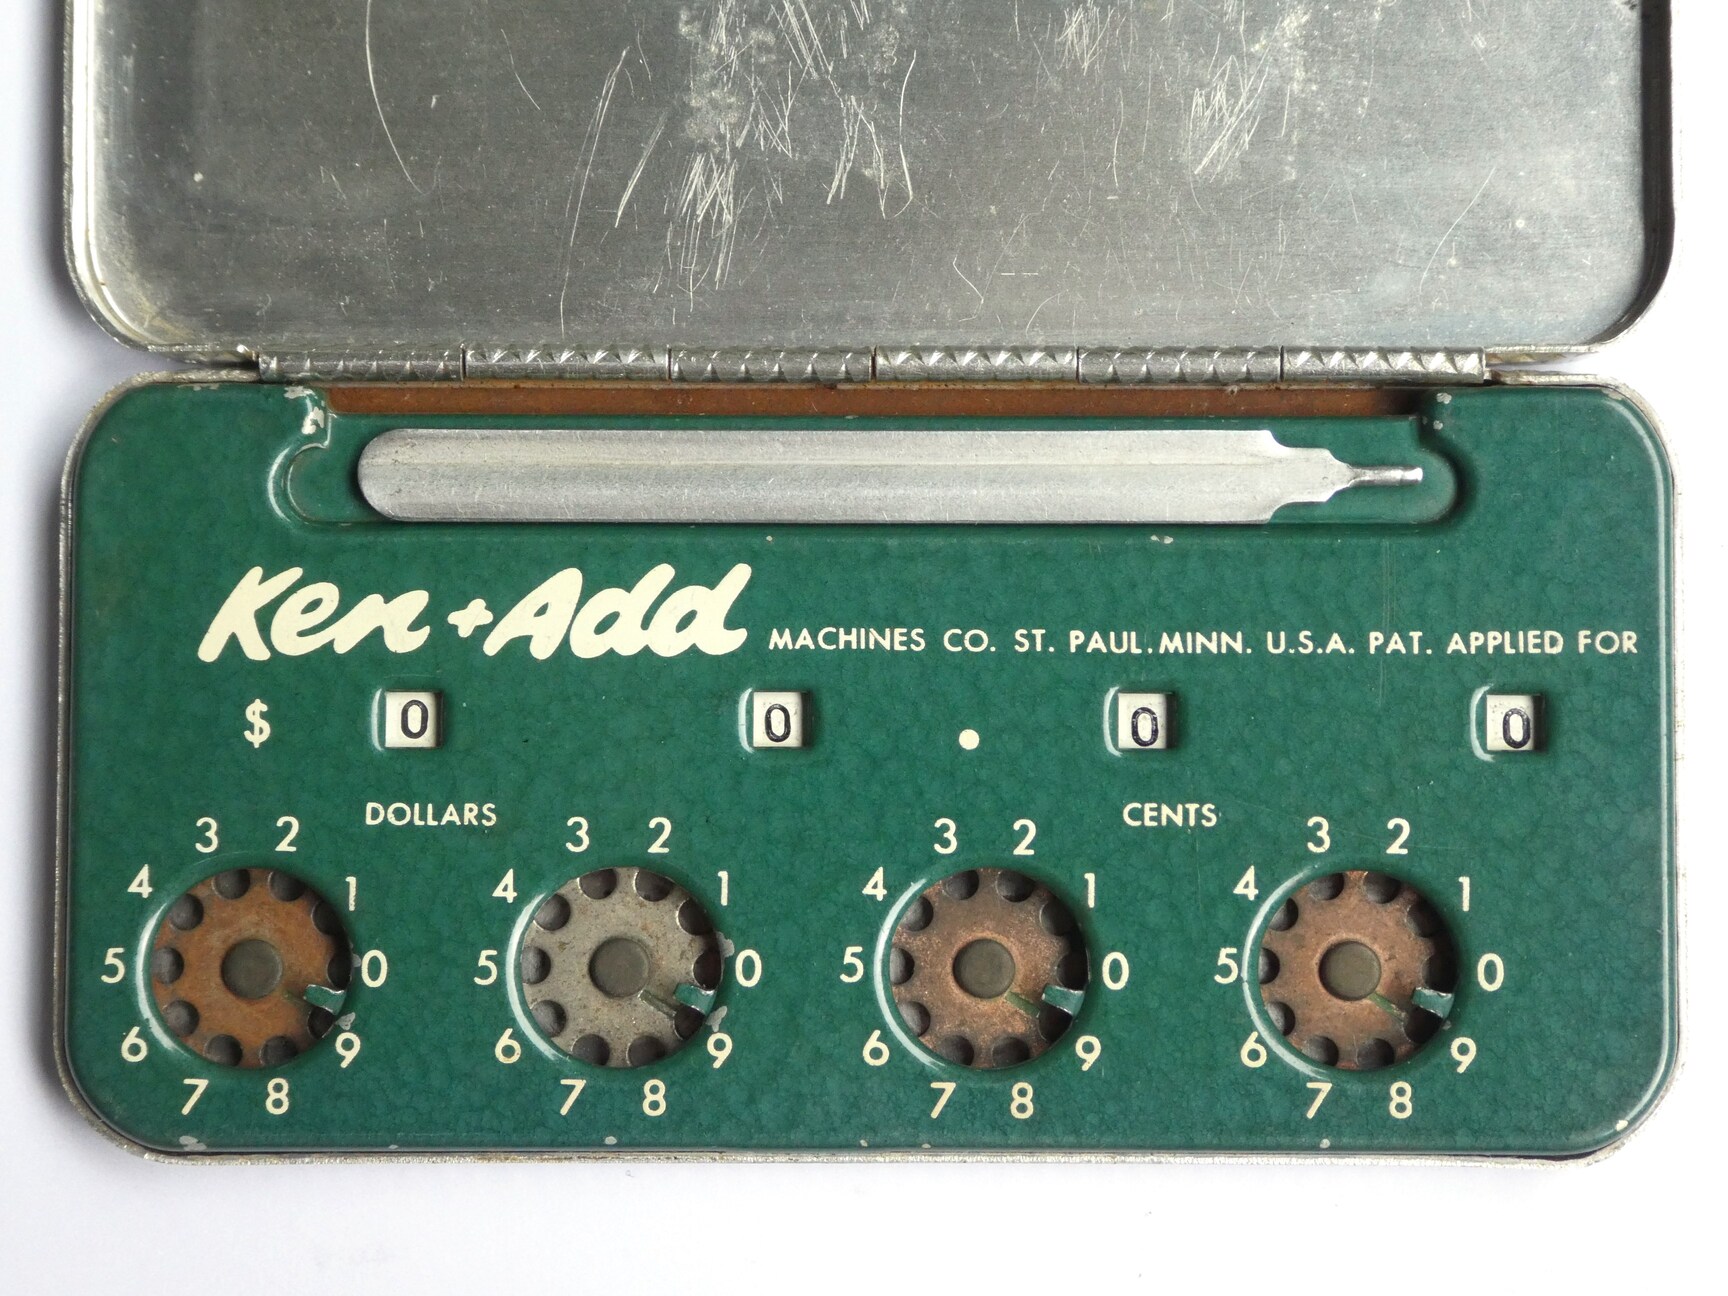 Ken+Add MACHINES CO. ST. PAUL. MINN. U.S.A. PAT. APPLIED FOR
$ 0 0 . 0 0
DOLLARS CENTS
3 2 3 2 3 2 3 2
4 1 4 1 4 1 4 1
5 0 5 0 5 0 5 0
6 9 6 9 6 9 6 9
7 8 7 8 7 8 7 8